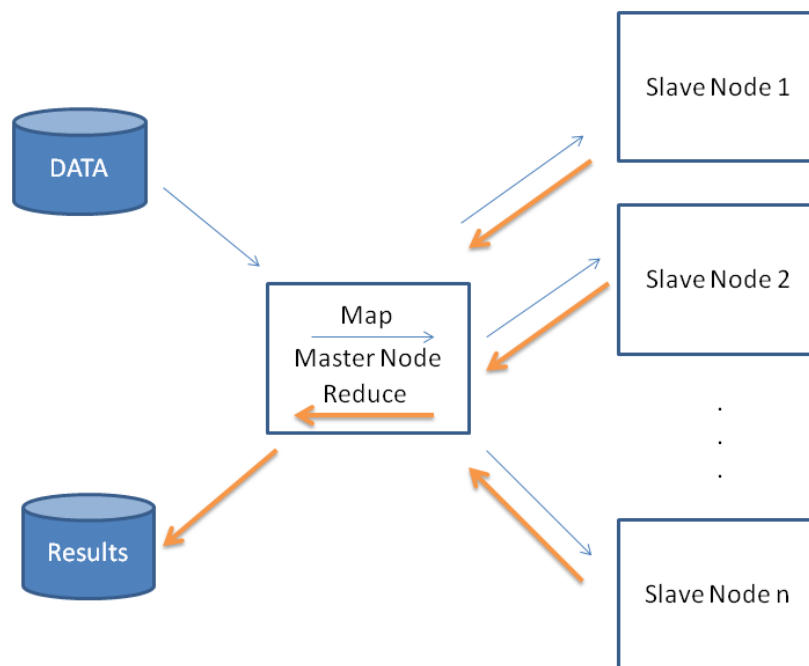 Slave Node 1
DATA
Slave Node 2
Map
Master Node
Reduce
.
.
.
Results
Slave Node n